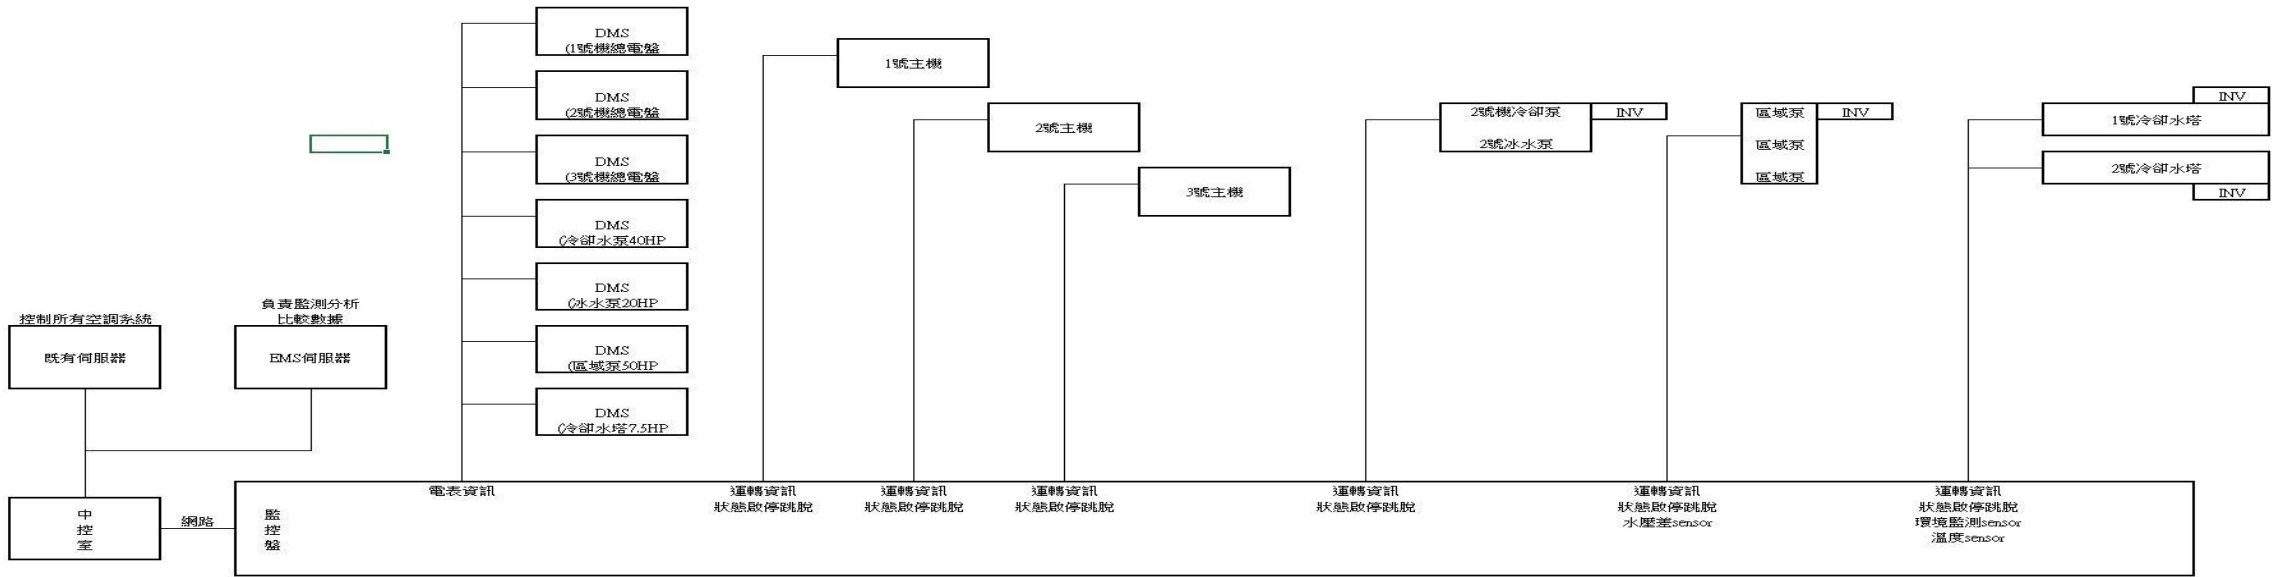 DMS
(1號機總電盤
DMS
(2號機總電盤
DMS
(3號機總電盤
DMS
(冷卻水泵40HP
DMS
(冰水泵20HP
DMS
(區域泵50HP
DMS
(冷卻水塔7.5HP
1號主機
2號主機
3號主機
2號機冷卻泵
INV
2號冰水泵
區域泵
INV
區域泵
區域泵
INV
1號冷卻水塔
2號冷卻水塔
INV
控制所有空調系統
既有伺服器
負責監測分析
比較數據
EMS伺服器
中
控
室
網路
監
控
盤
電表資訊
運轉資訊
狀態啟停跳脫
運轉資訊
狀態啟停跳脫
運轉資訊
狀態啟停跳脫
運轉資訊
狀態啟停跳脫
運轉資訊
狀態啟停跳脫
水壓差sensor
運轉資訊
狀態啟停跳脫
環境監測sensor
溫度sensor